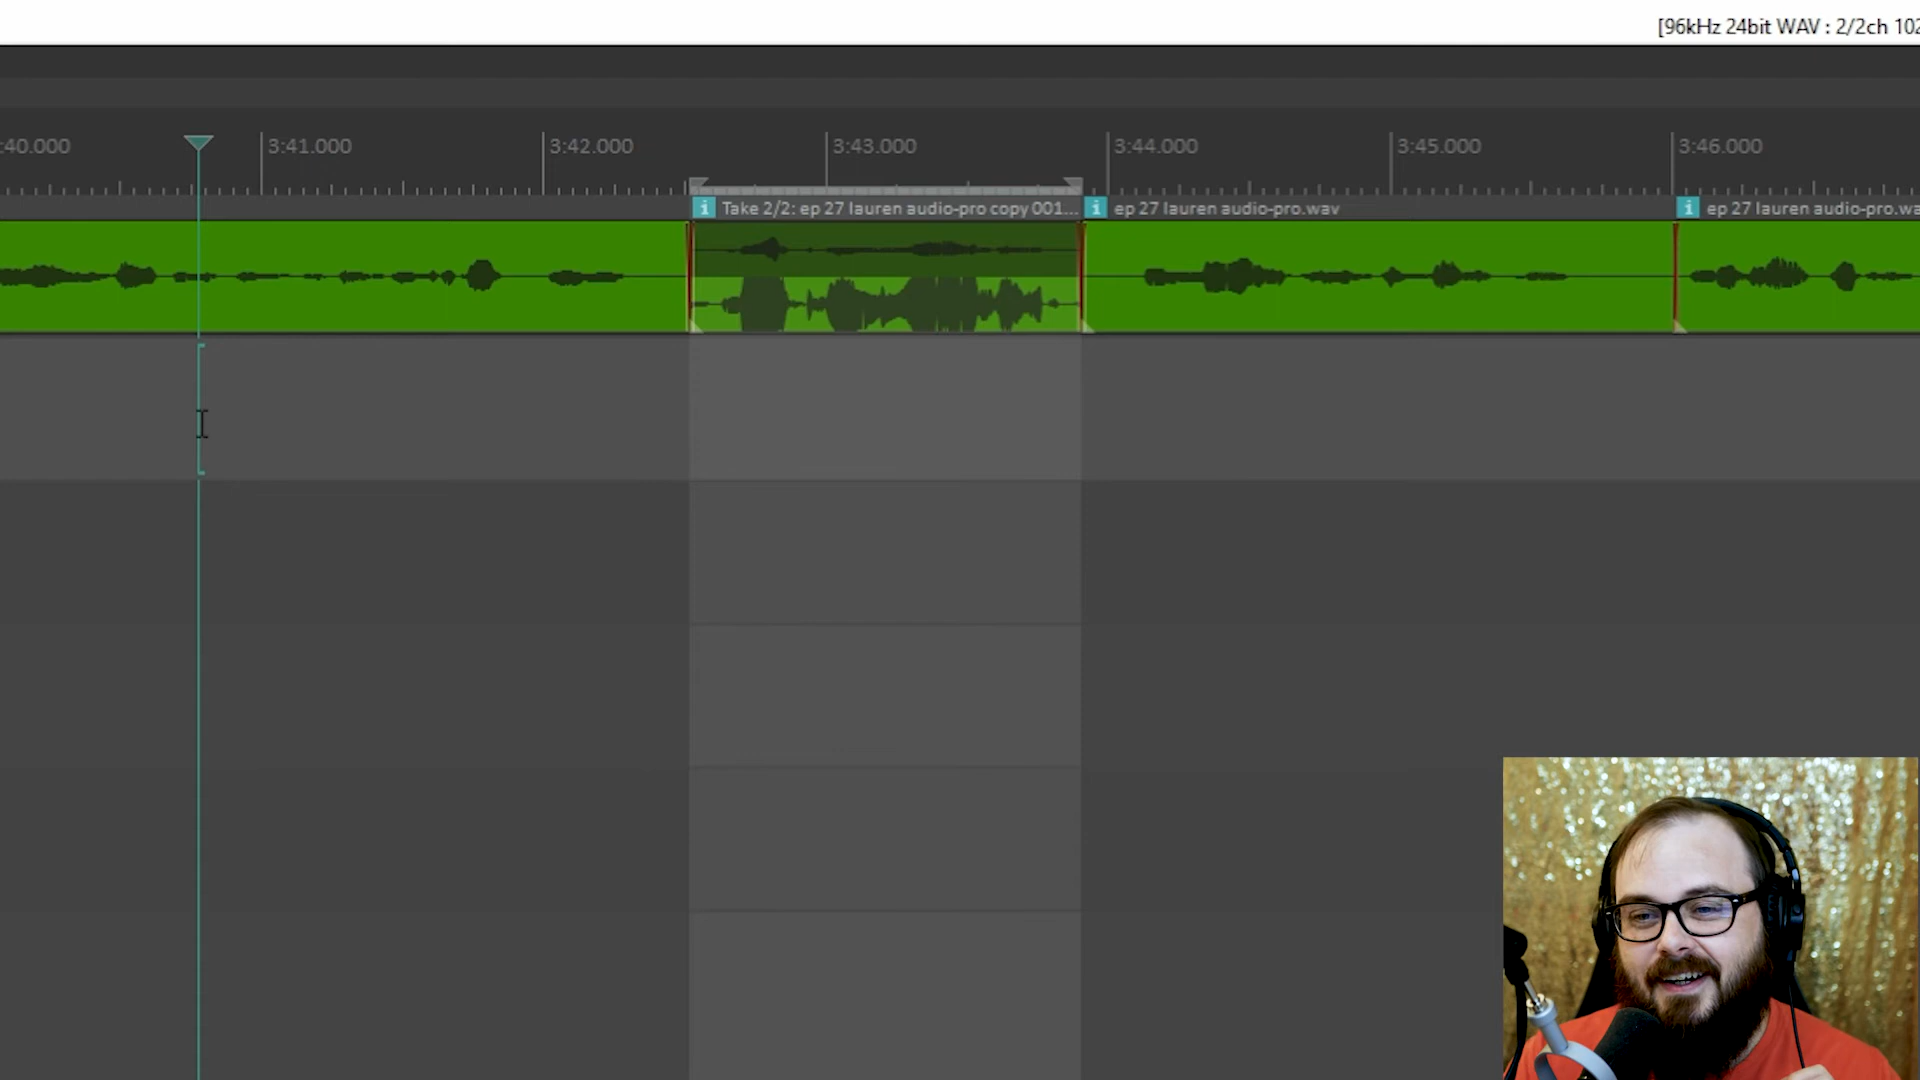 [96kHz 24bit WAV : 2/2ch 102
:40.000
3:41.000
3:42.000
3:43.000
3:44.000
3:45.000
3:46.000
Take 2/2: ep 27 lauren audio-pro copy 001...
ep 27 lauren audio-pro.wav
ep 27 lauren audio-pro.wa